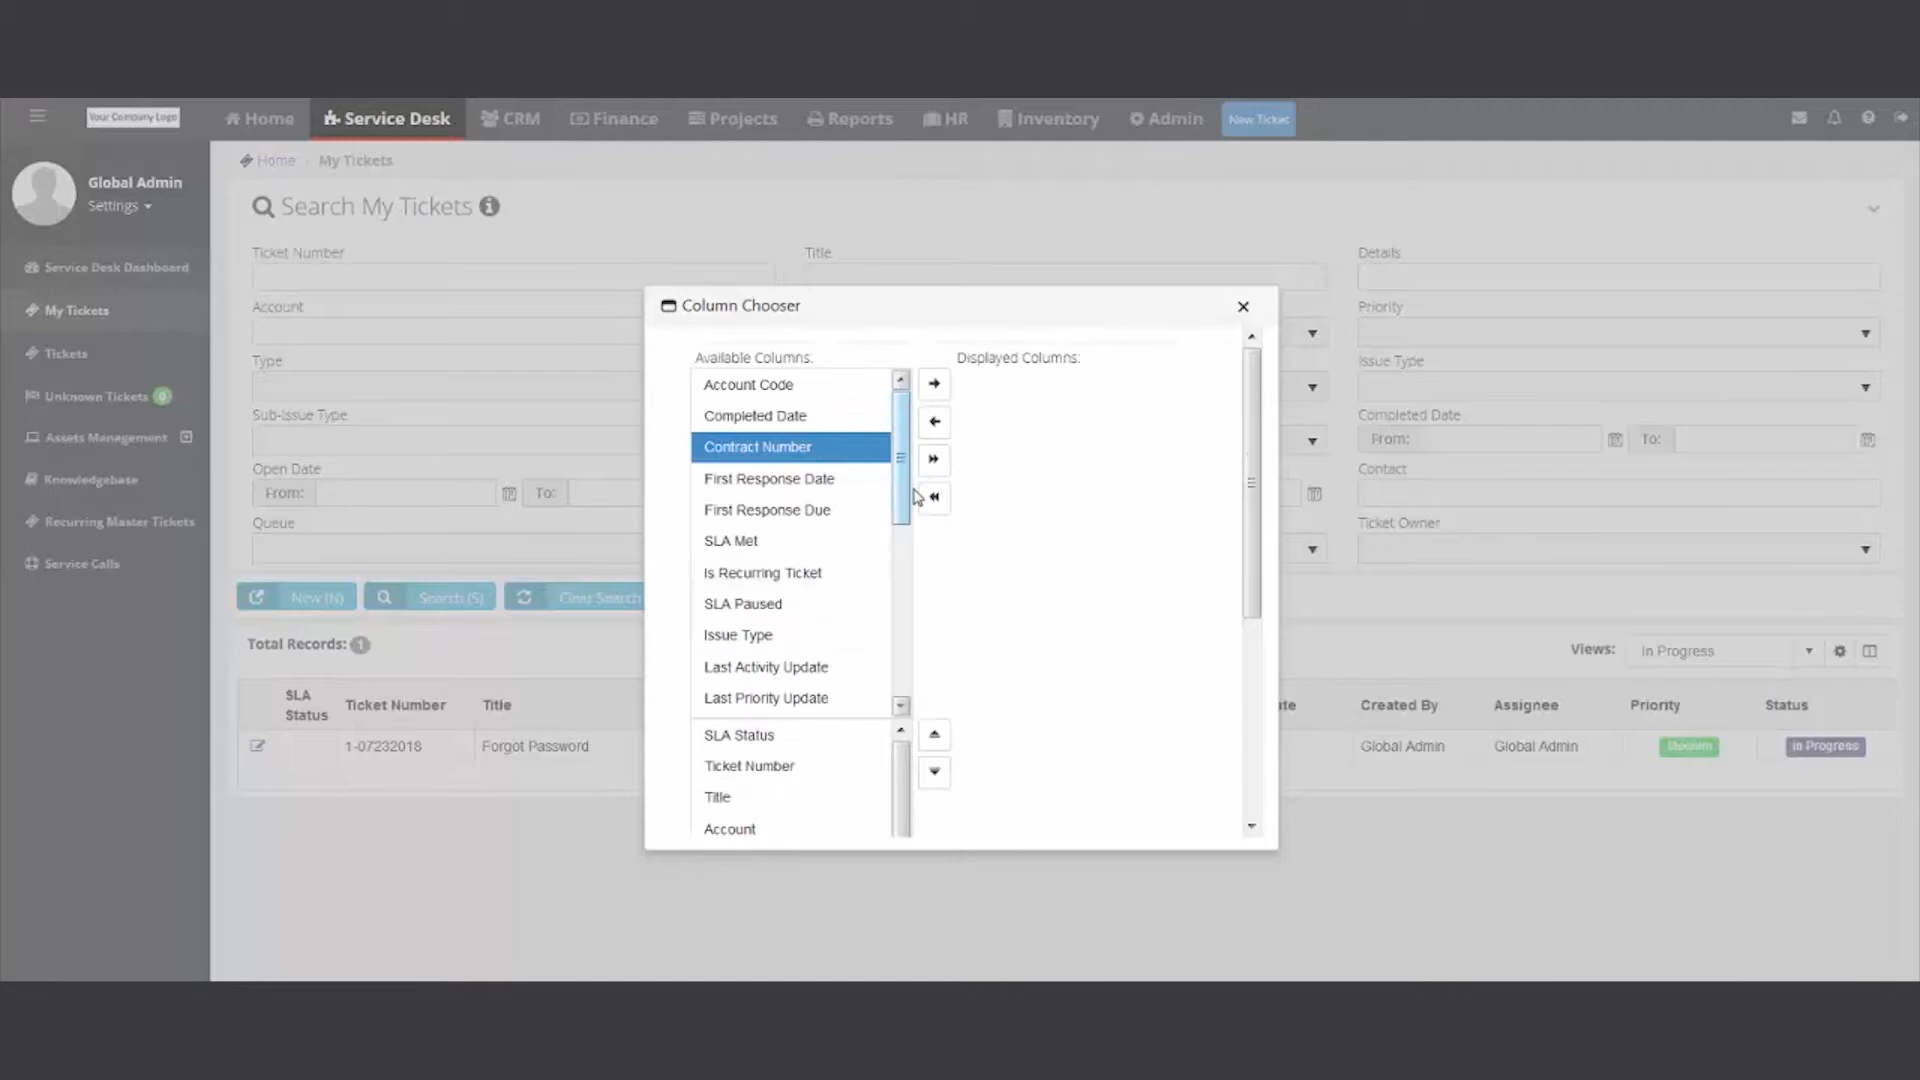 Your Company Logo
Home
Service Desk
CRM
Finance
Projects
Reports
HR
Inventory
Admin
New Ticket
Global Admin
Settings
Service Desk Dashboard
My Tickets
Tickets
Unknown Tickets 0
Assets Management
Knowledgebase
Recurring Master Tickets
Service Calls
Home My Tickets
Search My Tickets
Ticket Number
Title
Details
Account
Priority
Type
Issue Type
Sub-Issue Type
Completed Date
From:
To:
Open Date
From:
To:
Contact
Queue
Ticket Owner
New (N)
Search (S)
Clear Search
Total Records: 1
Views:
In Progress
SLA Status
Ticket Number
Title
Created By
Assignee
Priority
Status
1-07232018
Forgot Password
Global Admin
Global Admin
Medium
In Progress
Column Chooser
Available Columns:
Displayed Columns:
Account Code
Completed Date
Contract Number
First Response Date
First Response Due
SLA Met
Is Recurring Ticket
SLA Paused
Issue Type
Last Activity Update
Last Priority Update
SLA Status
Ticket Number
Title
Account